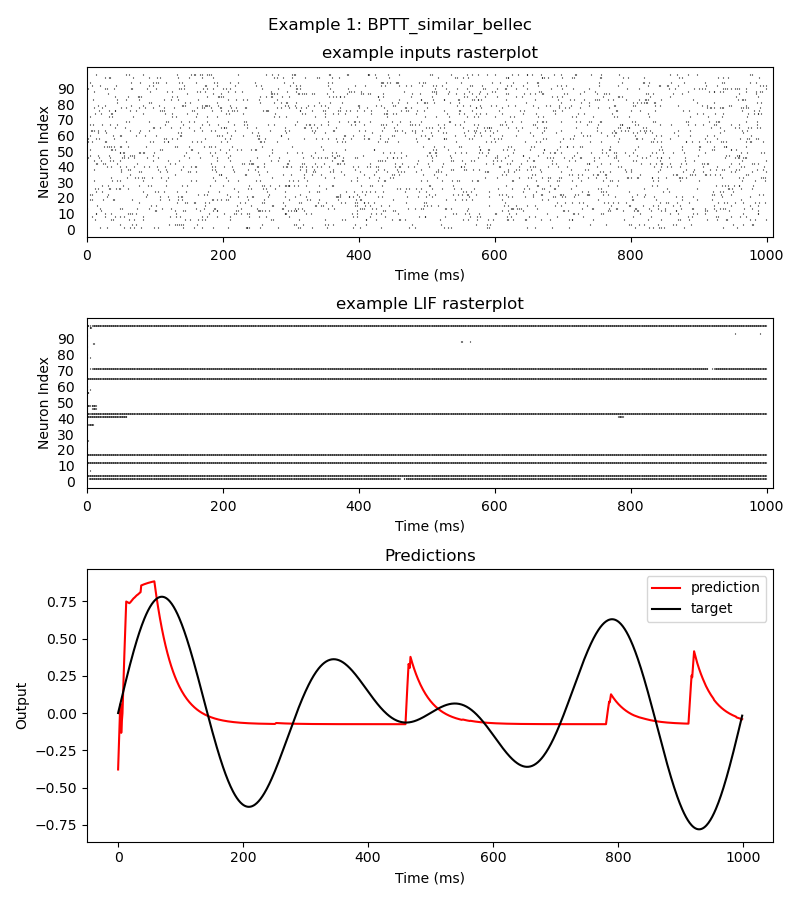 Example 1: BPTT_similar_bellec
example inputs rasterplot
Neuron Index
90
80
70
60
50
40
30
20
10
0
0 200 400 600 800 1000
Time (ms)
example LIF rasterplot
Neuron Index
90
80
70
60
50
40
30
20
10
0
0 200 400 600 800 1000
Time (ms)
Predictions
Output
0.75
0.50
0.25
0.00
−0.25
−0.50
−0.75
prediction
target
0 200 400 600 800 1000
Time (ms)